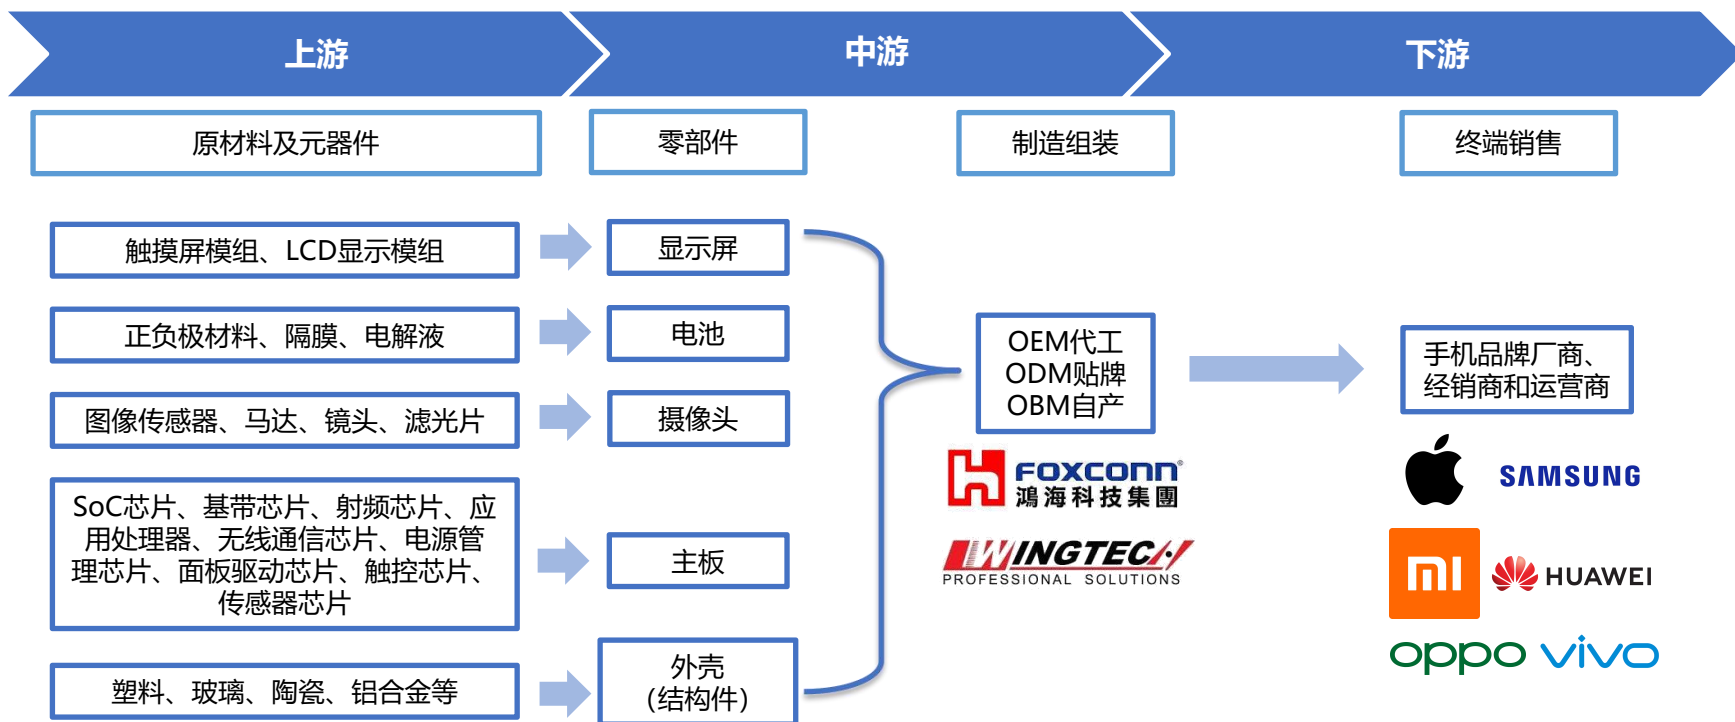 上游
中游
下游
原材料及元器件
零部件
制造组装
终端销售
触摸屏模组、LCD显示模组
显示屏
正负极材料、隔膜、电解液
电池
图像传感器、马达、镜头、滤光片
摄像头
SoC芯片、基带芯片、射频芯片、应
用处理器、无线通信芯片、电源管
理芯片、面板驱动芯片、触控芯片、
传感器芯片
主板
塑料、玻璃、陶瓷、铝合金等
外壳
（结构件）
OEM代工
ODM贴牌
OBM自产
FOXCONN®
鴻海科技集團
WINGTECH
PROFESSIONAL SOLUTIONS
手机品牌厂商、
经销商和运营商
SAMSUNG
mi
HUAWEI
oppo
vivo